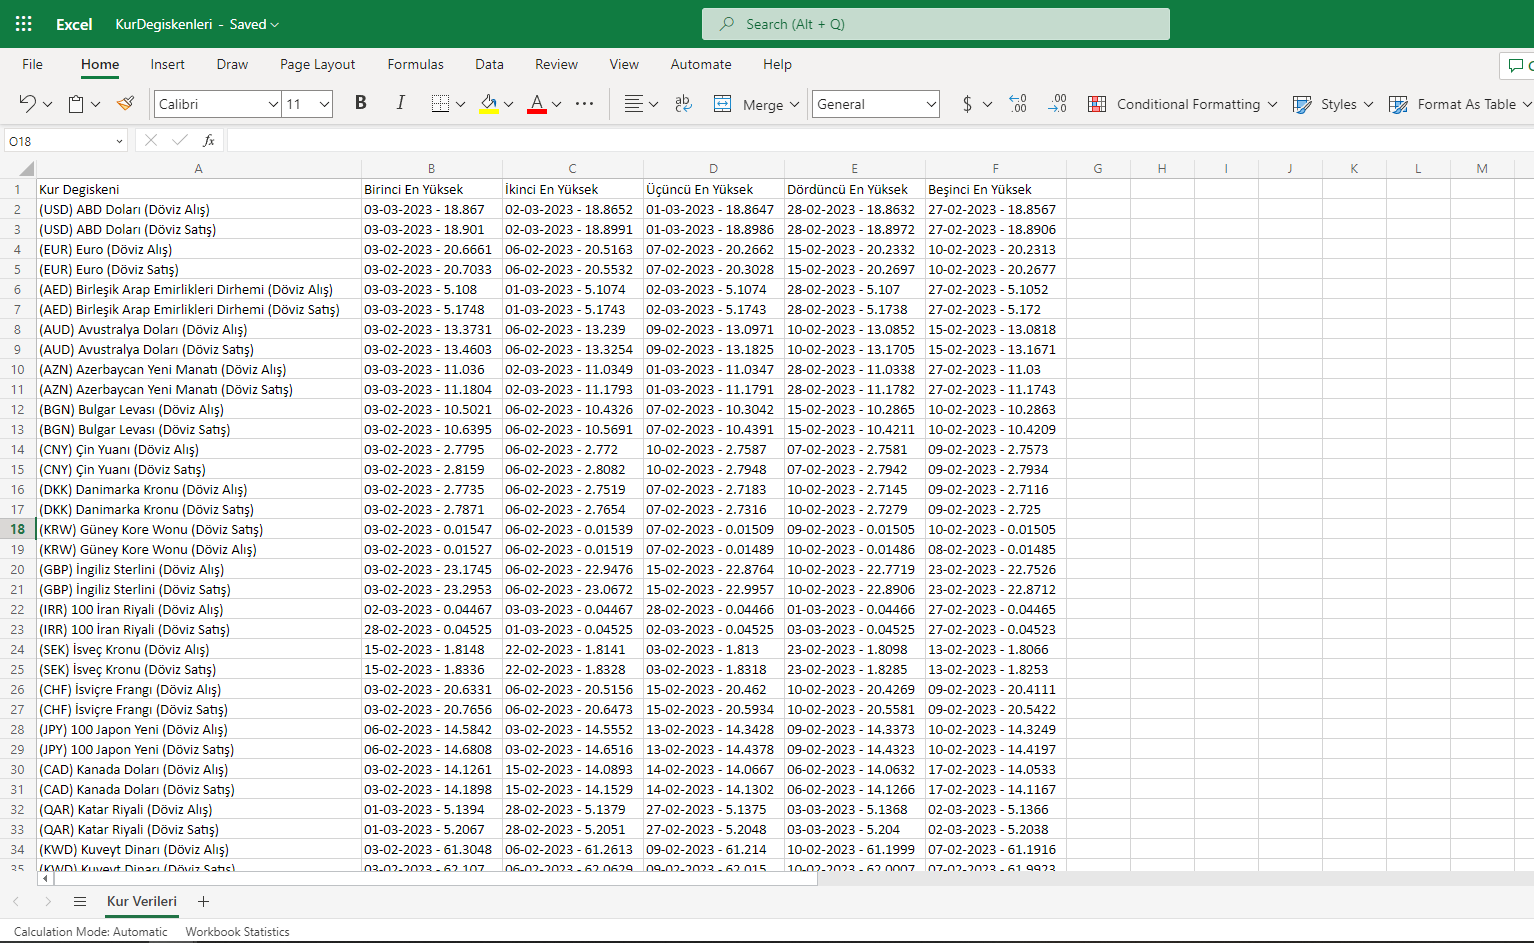 Excel KurDegiskenleri - Saved Search (Alt + Q)
File Home Insert Draw Page Layout Formulas Data Review View Automate Help
Calibri 11 B I A ab Merge General $ Conditional Formatting Styles Format As Table
O18 fx
A B C D E F G H I J K L M
1 Kur Degiskeni Birinci En Yüksek İkinci En Yüksek Üçüncü En Yüksek Dördüncü En Yüksek Beşinci En Yüksek
2 (USD) ABD Doları (Döviz Alış) 03-03-2023 - 18.867 02-03-2023 - 18.8652 01-03-2023 - 18.8647 28-02-2023 - 18.8632 27-02-2023 - 18.8567
3 (USD) ABD Doları (Döviz Satış) 03-03-2023 - 18.901 02-03-2023 - 18.8991 01-03-2023 - 18.8986 28-02-2023 - 18.8972 27-02-2023 - 18.8906
4 (EUR) Euro (Döviz Alış) 03-02-2023 - 20.6661 06-02-2023 - 20.5163 07-02-2023 - 20.2662 15-02-2023 - 20.2332 10-02-2023 - 20.2313
5 (EUR) Euro (Döviz Satış) 03-02-2023 - 20.7033 06-02-2023 - 20.5532 07-02-2023 - 20.3028 15-02-2023 - 20.2697 10-02-2023 - 20.2677
6 (AED) Birleşik Arap Emirlikleri Dirhemi (Döviz Alış) 03-03-2023 - 5.108 01-03-2023 - 5.1074 02-03-2023 - 5.1074 28-02-2023 - 5.107 27-02-2023 - 5.1052
7 (AED) Birleşik Arap Emirlikleri Dirhemi (Döviz Satış) 03-03-2023 - 5.1748 01-03-2023 - 5.1743 02-03-2023 - 5.1743 28-02-2023 - 5.1738 27-02-2023 - 5.172
8 (AUD) Avustralya Doları (Döviz Alış) 03-02-2023 - 13.3731 06-02-2023 - 13.239 09-02-2023 - 13.0971 10-02-2023 - 13.0852 15-02-2023 - 13.0818
9 (AUD) Avustralya Doları (Döviz Satış) 03-02-2023 - 13.4603 06-02-2023 - 13.3254 09-02-2023 - 13.1825 10-02-2023 - 13.1705 15-02-2023 - 13.1671
10 (AZN) Azerbaycan Yeni Manatı (Döviz Alış) 03-03-2023 - 11.036 02-03-2023 - 11.0349 01-03-2023 - 11.0347 28-02-2023 - 11.0338 27-02-2023 - 11.03
11 (AZN) Azerbaycan Yeni Manatı (Döviz Satış) 03-03-2023 - 11.1804 02-03-2023 - 11.1793 01-03-2023 - 11.1791 28-02-2023 - 11.1782 27-02-2023 - 11.1743
12 (BGN) Bulgar Levası (Döviz Alış) 03-02-2023 - 10.5021 06-02-2023 - 10.4326 07-02-2023 - 10.3042 15-02-2023 - 10.2865 10-02-2023 - 10.2863
13 (BGN) Bulgar Levası (Döviz Satış) 03-02-2023 - 10.6395 06-02-2023 - 10.5691 07-02-2023 - 10.4391 15-02-2023 - 10.4211 10-02-2023 - 10.4209
14 (CNY) Çin Yuanı (Döviz Alış) 03-02-2023 - 2.7795 06-02-2023 - 2.772 10-02-2023 - 2.7587 07-02-2023 - 2.7581 09-02-2023 - 2.7573
15 (CNY) Çin Yuanı (Döviz Satış) 03-02-2023 - 2.8159 06-02-2023 - 2.8082 10-02-2023 - 2.7948 07-02-2023 - 2.7942 09-02-2023 - 2.7934
16 (DKK) Danimarka Kronu (Döviz Alış) 03-02-2023 - 2.7735 06-02-2023 - 2.7519 07-02-2023 - 2.7183 10-02-2023 - 2.7145 09-02-2023 - 2.7116
17 (DKK) Danimarka Kronu (Döviz Satış) 03-02-2023 - 2.7871 06-02-2023 - 2.7654 07-02-2023 - 2.7316 10-02-2023 - 2.7279 09-02-2023 - 2.725
18 (KRW) Güney Kore Wonu (Döviz Satış) 03-02-2023 - 0.01547 06-02-2023 - 0.01539 07-02-2023 - 0.01509 09-02-2023 - 0.01505 10-02-2023 - 0.01505
19 (KRW) Güney Kore Wonu (Döviz Alış) 03-02-2023 - 0.01527 06-02-2023 - 0.01519 07-02-2023 - 0.01489 10-02-2023 - 0.01486 08-02-2023 - 0.01485
20 (GBP) İngiliz Sterlini (Döviz Alış) 03-02-2023 - 23.1745 06-02-2023 - 22.9476 15-02-2023 - 22.8764 10-02-2023 - 22.7719 23-02-2023 - 22.7526
21 (GBP) İngiliz Sterlini (Döviz Satış) 03-02-2023 - 23.2953 06-02-2023 - 23.0672 15-02-2023 - 22.9957 10-02-2023 - 22.8906 23-02-2023 - 22.8712
22 (IRR) 100 İran Riyali (Döviz Alış) 02-03-2023 - 0.04467 03-03-2023 - 0.04467 28-02-2023 - 0.04466 01-03-2023 - 0.04466 27-02-2023 - 0.04465
23 (IRR) 100 İran Riyali (Döviz Satış) 28-02-2023 - 0.04525 01-03-2023 - 0.04525 02-03-2023 - 0.04525 03-03-2023 - 0.04525 27-02-2023 - 0.04523
24 (SEK) İsveç Kronu (Döviz Alış) 15-02-2023 - 1.8148 22-02-2023 - 1.8141 03-02-2023 - 1.813 23-02-2023 - 1.8098 13-02-2023 - 1.8066
25 (SEK) İsveç Kronu (Döviz Satış) 15-02-2023 - 1.8336 22-02-2023 - 1.8328 03-02-2023 - 1.8318 23-02-2023 - 1.8285 13-02-2023 - 1.8253
26 (CHF) İsviçre Frangı (Döviz Alış) 03-02-2023 - 20.6331 06-02-2023 - 20.5156 15-02-2023 - 20.462 10-02-2023 - 20.4269 09-02-2023 - 20.4111
27 (CHF) İsviçre Frangı (Döviz Satış) 03-02-2023 - 20.7656 06-02-2023 - 20.6473 15-02-2023 - 20.5934 10-02-2023 - 20.5581 09-02-2023 - 20.5422
28 (JPY) 100 Japon Yeni (Döviz Alış) 06-02-2023 - 14.5842 03-02-2023 - 14.5552 13-02-2023 - 14.3428 09-02-2023 - 14.3373 10-02-2023 - 14.3249
29 (JPY) 100 Japon Yeni (Döviz Satış) 06-02-2023 - 14.6808 03-02-2023 - 14.6516 13-02-2023 - 14.4378 09-02-2023 - 14.4323 10-02-2023 - 14.4197
30 (CAD) Kanada Doları (Döviz Alış) 03-02-2023 - 14.1261 15-02-2023 - 14.0893 14-02-2023 - 14.0667 06-02-2023 - 14.0632 17-02-2023 - 14.0533
31 (CAD) Kanada Doları (Döviz Satış) 03-02-2023 - 14.1898 15-02-2023 - 14.1529 14-02-2023 - 14.1302 06-02-2023 - 14.1266 17-02-2023 - 14.1167
32 (QAR) Katar Riyali (Döviz Alış) 01-03-2023 - 5.1394 28-02-2023 - 5.1379 27-02-2023 - 5.1375 03-03-2023 - 5.1368 02-03-2023 - 5.1366
33 (QAR) Katar Riyali (Döviz Satış) 01-03-2023 - 5.2067 28-02-2023 - 5.2051 27-02-2023 - 5.2048 03-03-2023 - 5.204 02-03-2023 - 5.2038
34 (KWD) Kuveyt Dinarı (Döviz Alış) 03-02-2023 - 61.3048 06-02-2023 - 61.2613 09-02-2023 - 61.214 10-02-2023 - 61.1999 07-02-2023 - 61.1916
35 (KWD) Kuveyt Dinarı (Döviz Satış) 03-02-2023 - 62.107 06-02-2023 - 62.0629 09-02-2023 - 62.015 10-02-2023 - 62.0007 07-02-2023 - 61.9923
Kur Verileri
Calculation Mode: Automatic Workbook Statistics